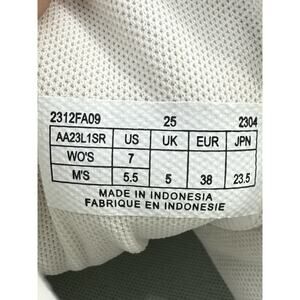 2312FA09 25 2304
AA23L1SR US UK EUR JPN
WO'S 7
M'S 5.5 5 38 23.5
MADE IN INDONESIA
FABRIQUE EN INDONESIE